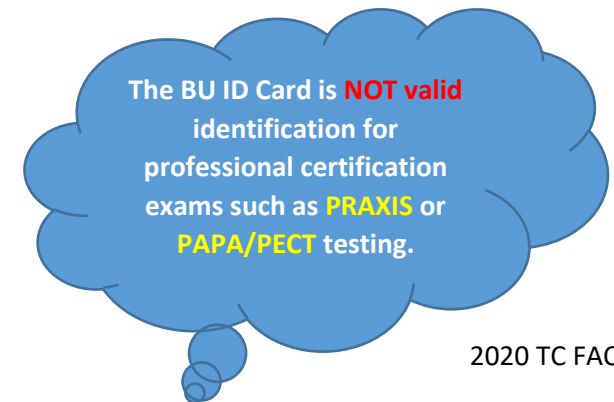 The BU ID Card is NOT valid
identification for
professional certification
exams such as PRAXIS or
PAPA/PECT testing.
2020 TC FAC